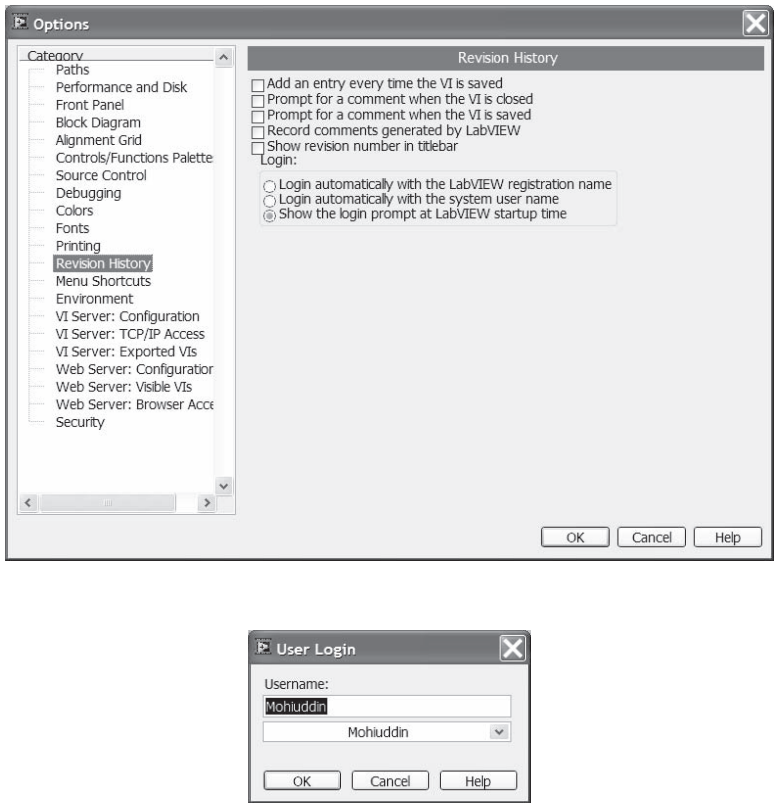 Options
Category
Paths
Performance and Disk
Front Panel
Block Diagram
Alignment Grid
Controls/Functions Palette
Source Control
Debugging
Colors
Fonts
Printing
Revision History
Menu Shortcuts
Environment
VI Server: Configuration
VI Server: TCP/IP Access
VI Server: Exported VIs
Web Server: Configuration
Web Server: Visible VIs
Web Server: Browser Acce
Security
Revision History
Add an entry every time the VI is saved
Prompt for a comment when the VI is closed
Prompt for a comment when the VI is saved
Record comments generated by LabVIEW
Show revision number in titlebar
Login:
Login automatically with the LabVIEW registration name
Login automatically with the system user name
Show the login prompt at LabVIEW startup time
OK Cancel Help
User Login
Username:
Mohiuddin
Mohiuddin
OK Cancel Help